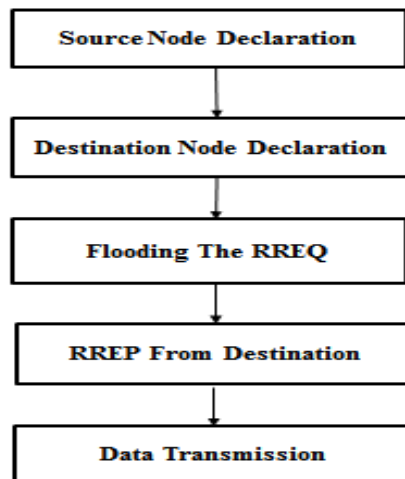 Source Node Declaration
Destination Node Declaration
Flooding The RREQ
RREP From Destination
Data Transmission